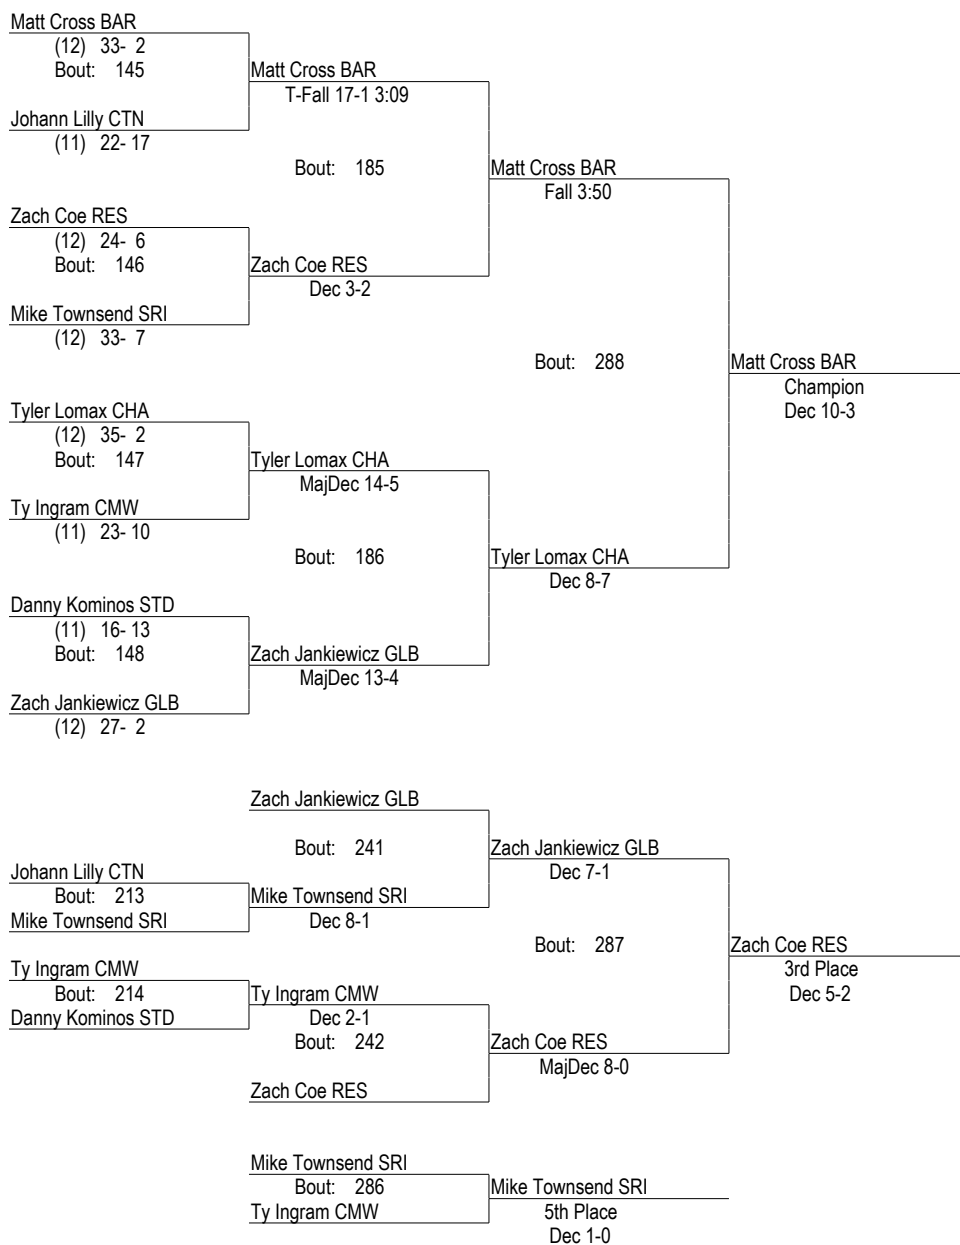 Matt Cross BAR
(12) 33- 2
Bout: 145
Matt Cross BAR
T-Fall 17-1 3:09
Johann Lilly CTN
(11) 22- 17
Bout: 185
Matt Cross BAR
Fall 3:50
Zach Coe RES
(12) 24- 6
Bout: 146
Zach Coe RES
Dec 3-2
Mike Townsend SRI
(12) 33- 7
Bout: 288
Matt Cross BAR
Champion
Dec 10-3
Tyler Lomax CHA
(12) 35- 2
Bout: 147
Tyler Lomax CHA
MajDec 14-5
Ty Ingram CMW
(11) 23- 10
Bout: 186
Tyler Lomax CHA
Dec 8-7
Danny Kominos STD
(11) 16- 13
Bout: 148
Zach Jankiewicz GLB
MajDec 13-4
Zach Jankiewicz GLB
(12) 27- 2
Zach Jankiewicz GLB
Bout: 241
Zach Jankiewicz GLB
Dec 7-1
Johann Lilly CTN
Bout: 213
Mike Townsend SRI
Mike Townsend SRI
Dec 8-1
Bout: 287
Zach Coe RES
3rd Place
Dec 5-2
Ty Ingram CMW
Bout: 214
Danny Kominos STD
Ty Ingram CMW
Dec 2-1
Bout: 242
Zach Coe RES
MajDec 8-0
Zach Coe RES
Mike Townsend SRI
Bout: 286
Ty Ingram CMW
Mike Townsend SRI
5th Place
Dec 1-0